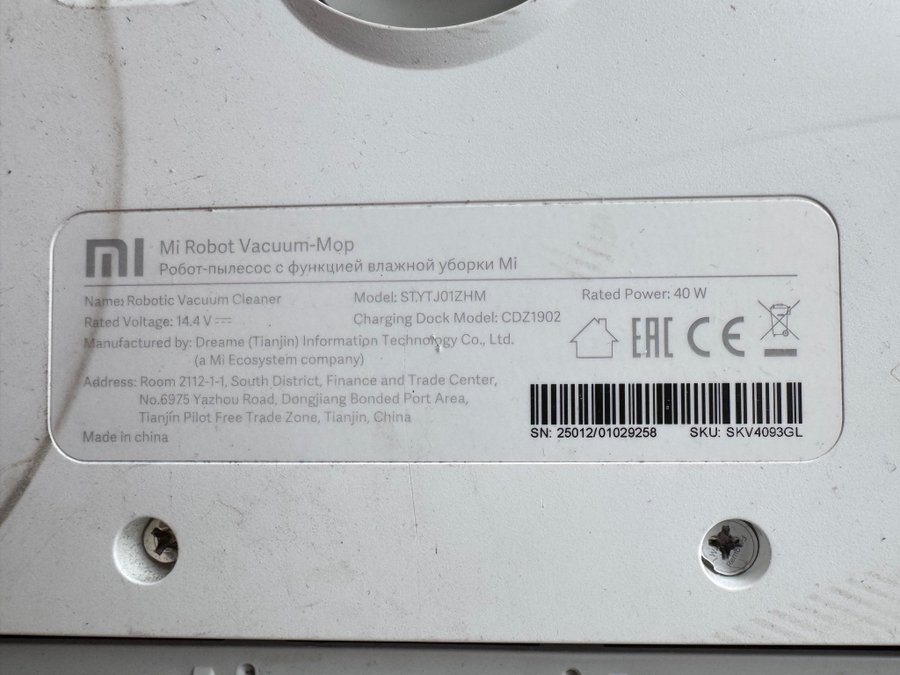 mi Mi Robot Vacuum-Mop
Робот-пылесос с функцией влажной уборки Mi
Name: Robotic Vacuum Cleaner
Model: STYTJ01ZHM
Rated Power: 40 W
Rated Voltage: 14.4 V
Charging Dock Model: CDZ1902
Manufactured by: Dreame (Tianjin) Information Technology Co., Ltd.
(a Mi Ecosystem company)
Address: Room 2112-1-1, South District, Finance and Trade Center,
No.6975 Yazhou Road, Dongjiang Bonded Port Area,
Tianjin Pilot Free Trade Zone, Tianjin, China
Made in china
EAC CE
SN: 25012/01029258 SKU: SKV4093GL